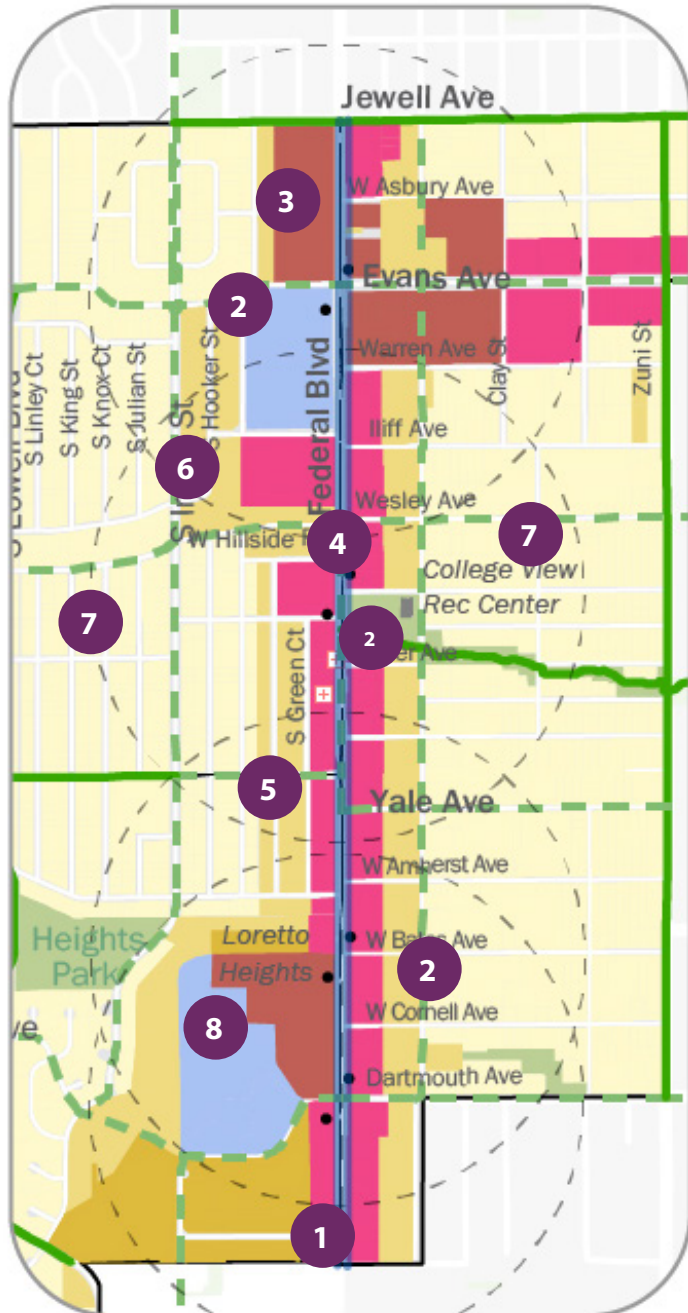 Jewell Ave
W Asbury Ave
3
Evans Ave
2
Warren Ave
Clay St
Zuni St
S Linley Ct
S King St
S Knox Ct
S Julian St
S Hooker St
Federal Blvd
Iliff Ave
6
Wesley Ave
W Hillside
4
7
College View
Rec Center
7
2
Ave
S Green Ct
5
Yale Ave
W Amherst Ave
Heights
Park
Loretto
Heights
W Bates Ave
2
8
W Cornell Ave
Dartmouth Ave
1